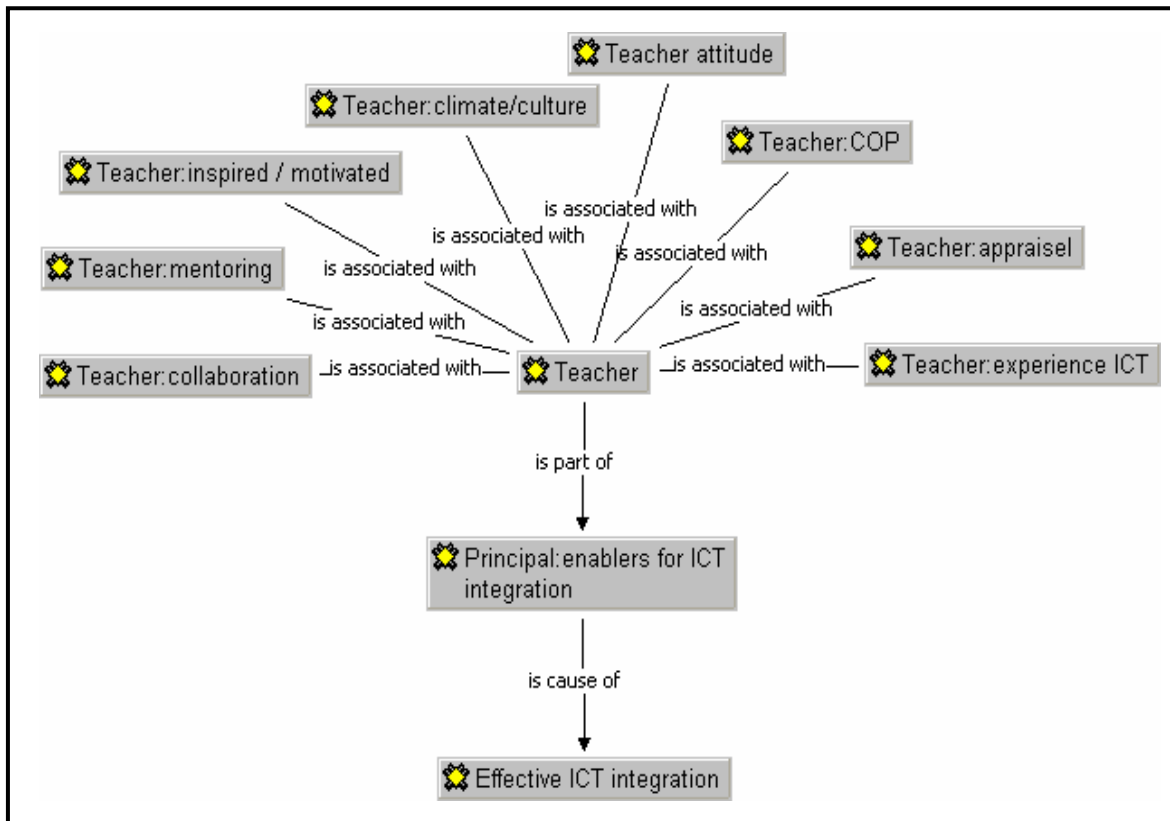 Teacher attitude
Teacher:climate/culture
Teacher:COP
Teacher:inspired / motivated
is associated with
is associated with
is associated with
Teacher:appraisel
Teacher:mentoring
is associated with
is associated with
is associated with
Teacher:collaboration
is associated with
Teacher
is associated with
Teacher:experience ICT
is part of
Principal:enablers for ICT
integration
is cause of
Effective ICT integration